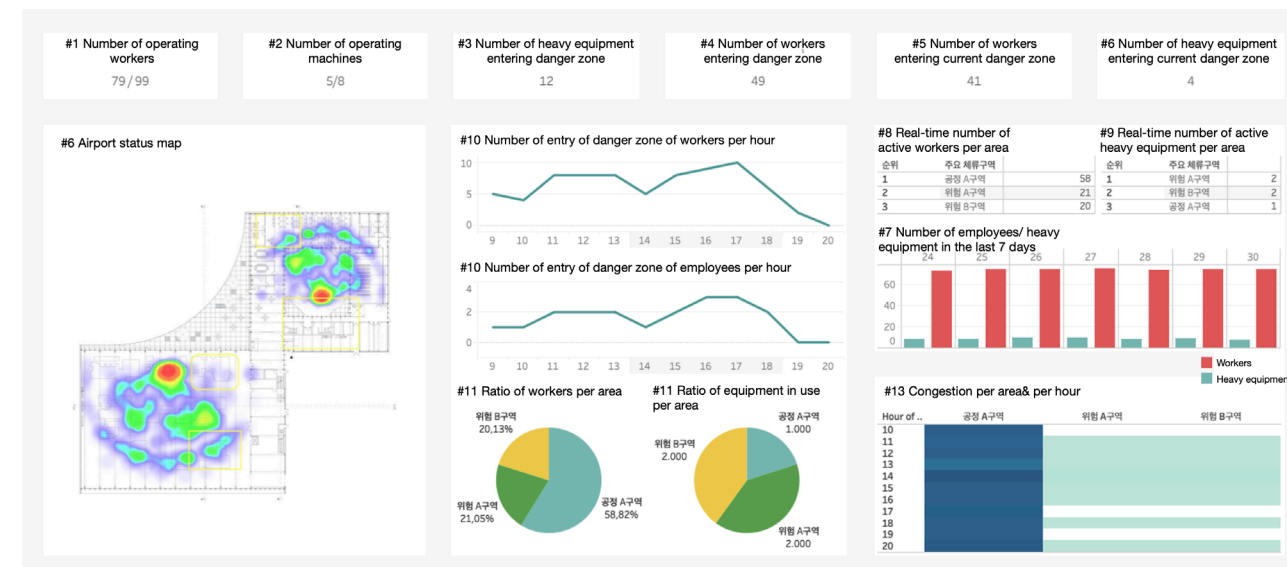 #1 Number of operating
workers
79/99
#2 Number of operating
machines
5/8
#3 Number of heavy equipment
entering danger zone
12
#4 Number of workers
entering danger zone
49
#5 Number of workers
entering current danger zone
41
#6 Number of heavy equipment
entering current danger zone
4
#6 Airport status map
#10 Number of entry of danger zone of workers per hour
10
5
0
9 10 11 12 13 14 15 16 17 18 19 20
#10 Number of entry of danger zone of employees per hour
4
2
0
9 10 11 12 13 14 15 16 17 18 19 20
#11 Ratio of workers per area
위험 B구역
20,13%
위험 A구역
21,05%
공정 A구역
58,82%
#11 Ratio of equipment in use
per area
공정 A구역
1.000
위험 B구역
2.000
위험 A구역
2.000
#8 Real-time number of
active workers per area
순위 주요 체류구역
1 공정 A구역 58
2 위험 A구역 21
3 위험 B구역 20
#9 Real-time number of active
heavy equipment per area
순위 주요 체류구역
1 위험 A구역 2
2 위험 B구역 2
3 공정 A구역 1
#7 Number of employees/ heavy
equipment in the last 7 days
24 25 26 27 28 29 30
60
40
20
0
Workers
Heavy equipmen
#13 Congestion per area& per hour
Hour of .. 공정 A구역 위험 A구역 위험 B구역
10
11
12
13
14
15
16
17
18
19
20